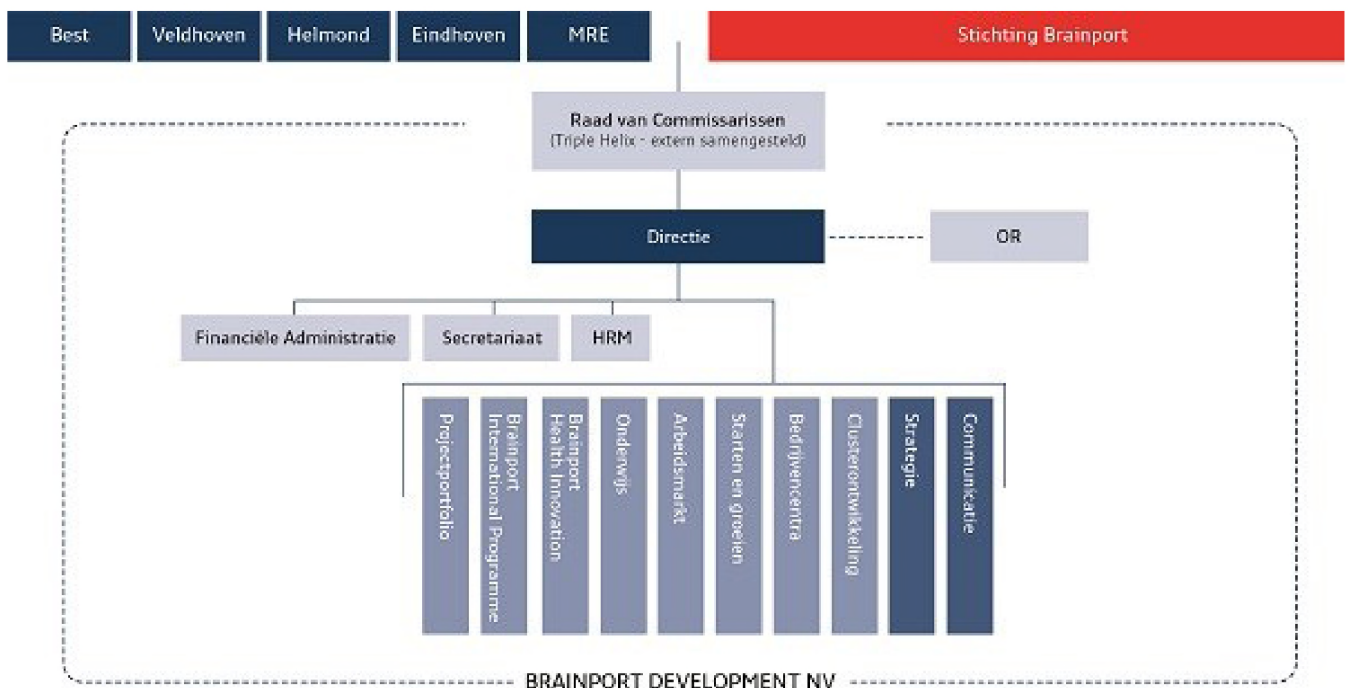 Best
Veldhoven
Helmond
Eindhoven
MRE
Stichting Brainport
Raad van Commissarissen
(Triple Helix - extern samengesteld)
Directie
OR
Financiële Administratie
Secretariaat
HRM
Projectportfolio
Brainport
International Programme
Brainport
Health Innovation
Onderwijs
Arbeidsmarkt
Starten en groeien
Bedrijvencentra
Clusterontwikkeling
Strategie
Communicatie
BRAINPORT DEVELOPMENT NV